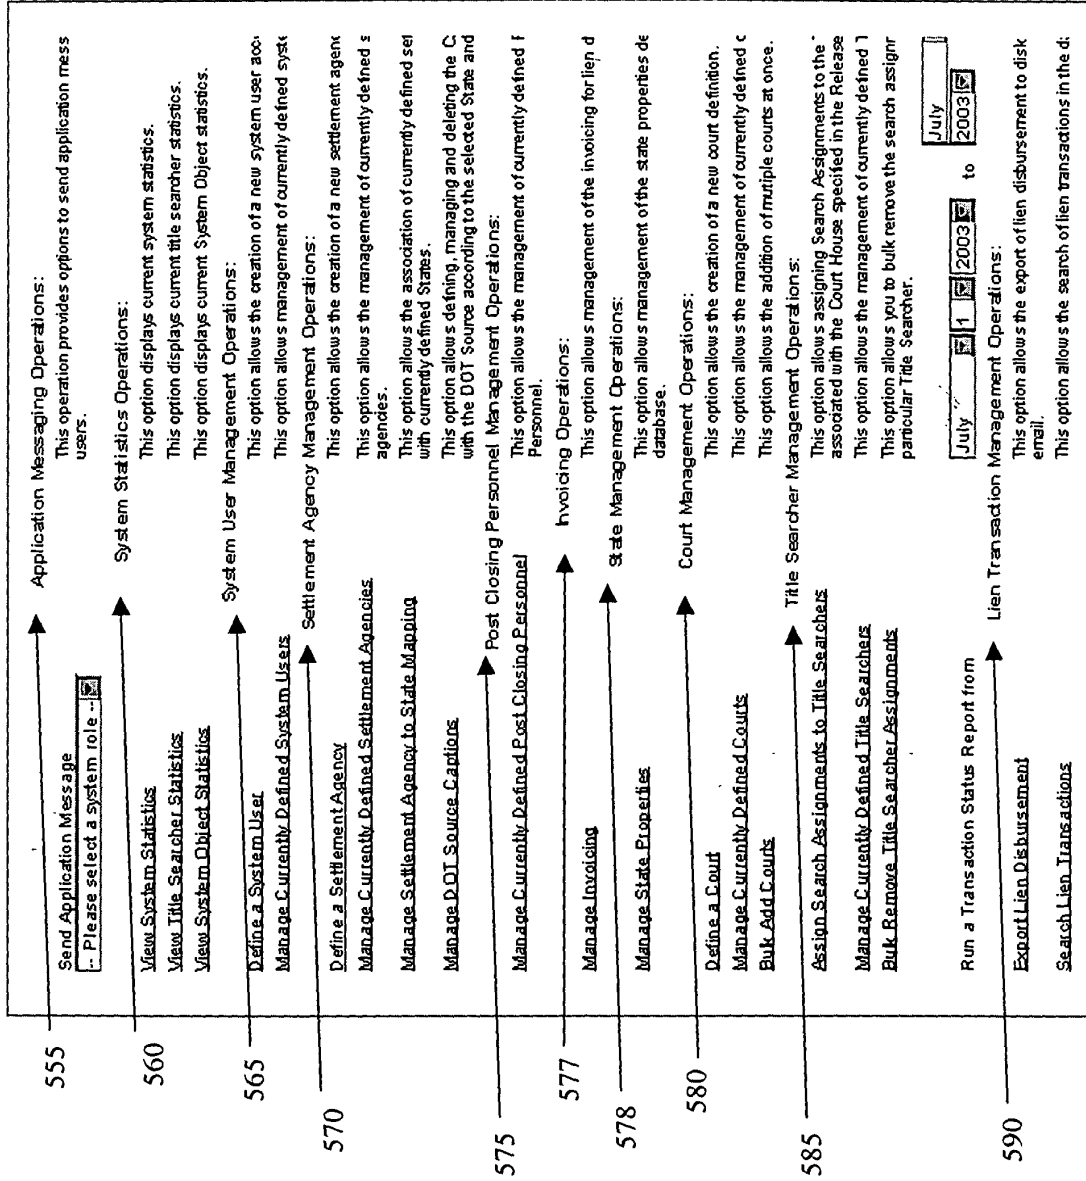 555
Application Messaging Operations:
Send Application Message
This operation provides options to send application mess
-- Please select a system role --
users.
560
System Statistics Operations:
View System Statistics
This option displays current system statistics.
View Title Searcher Statistics
This option displays current title searcher statistics.
View System Object Statistics
This option displays current System Object statistics.
565
System User Management Operations:
Define a System User
This option allows the creation of a new system user acc
Manage Currently Defined System Users
This option allows management of currently defined syste
570
Settlement Agency Management Operations:
Define a Settlement Agency
This option allows the creation of a new settlement agenc
Manage Currently Defined Settlement Agencies
This option allows the management of currently defined s
agencies.
Manage Settlement Agency to State Mapping
This option allows the association of currently defined set
with currently defined States.
Manage DOT Source Captions
This option allows defining, managing and deleting the C
with the DOT Source according to the selected State and
575
Post Closing Personnel Management Operations:
Manage Currently Defined Post Closing Personnel
This option allows the management of currently defined F
Personnel.
577
Invoicing Operations:
Manage Invoicing
This option allows management of the invoicing for lien d
578
State Management Operations:
Manage State Properties
This option allows management of the state properties de
database.
580
Court Management Operations:
Define a Court
This option allows the creation of a new court definition.
Manage Currently Defined Courts
This option allows the management of currently defined c
Bulk Add Courts
This option allows the addition of mutiple courts at once.
585
Title Searcher Management Operations:
Assign Search Assignments to Title Searchers
This option allows assigning Search Assignments to the
associated with the Court House specified in the Release
Manage Currently Defined Title Searchers
This option allows the management of currently defined T
Bulk Remove Title Searcher Assignments
This option allows you to bulk remove the search assignr
particular Title Searcher.
Run a Transaction Status Report from
July 1 2003 to July 2003
590
Lien Transaction Management Operations:
Export Lien Disbursement
This option allows the export of lien disbursement to disk
email.
Search Lien Transactions
This option allows the search of lien transactions in the d